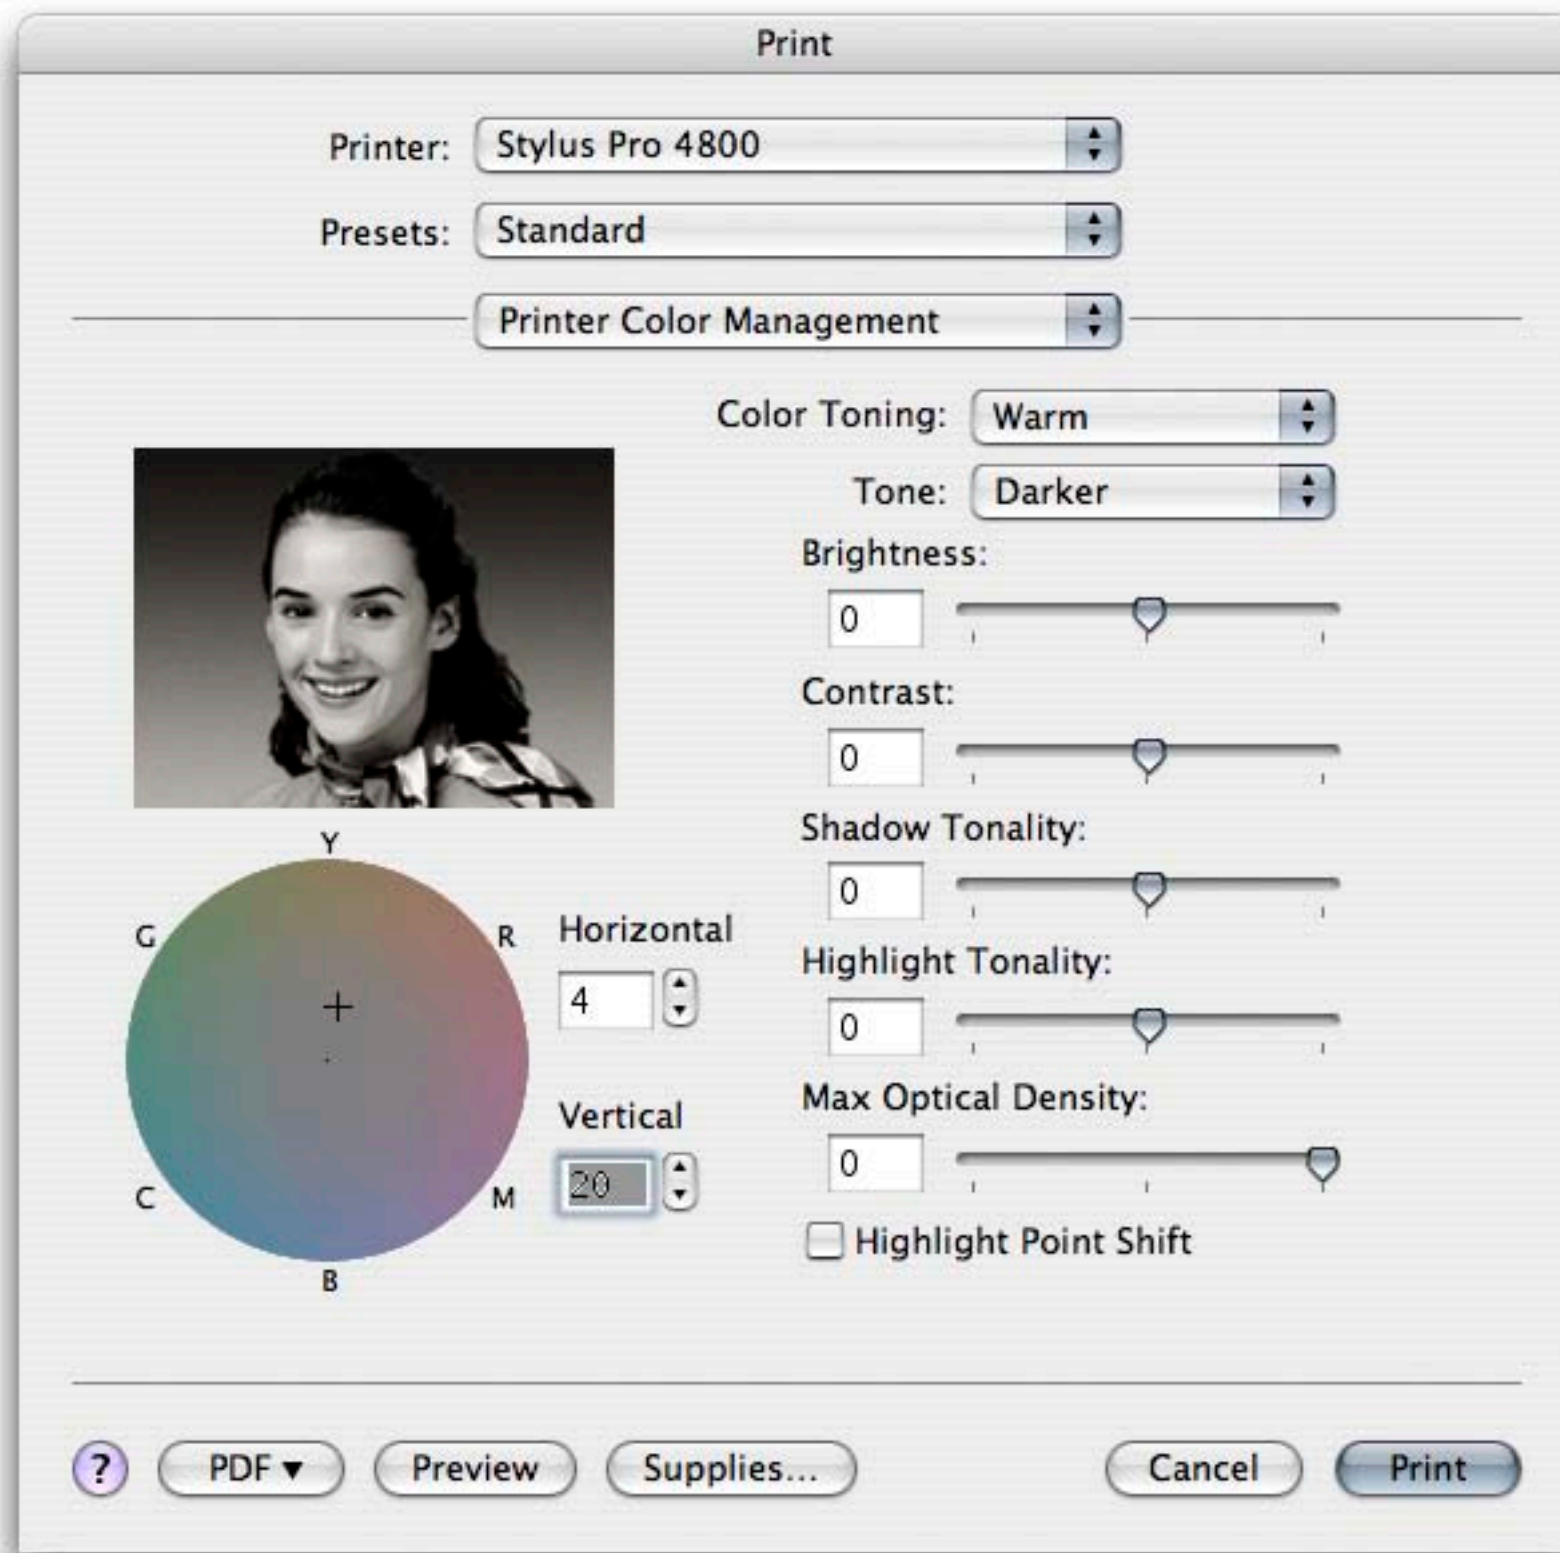 Print
Printer: Stylus Pro 4800
Presets: Standard
Printer Color Management
Color Toning: Warm
Tone: Darker
Brightness:
0
Contrast:
0
Shadow Tonality:
0
Highlight Tonality:
0
Max Optical Density:
0
Highlight Point Shift
Y
G R
C M
B
Horizontal
4
Vertical
20
? PDF Preview Supplies... Cancel Print